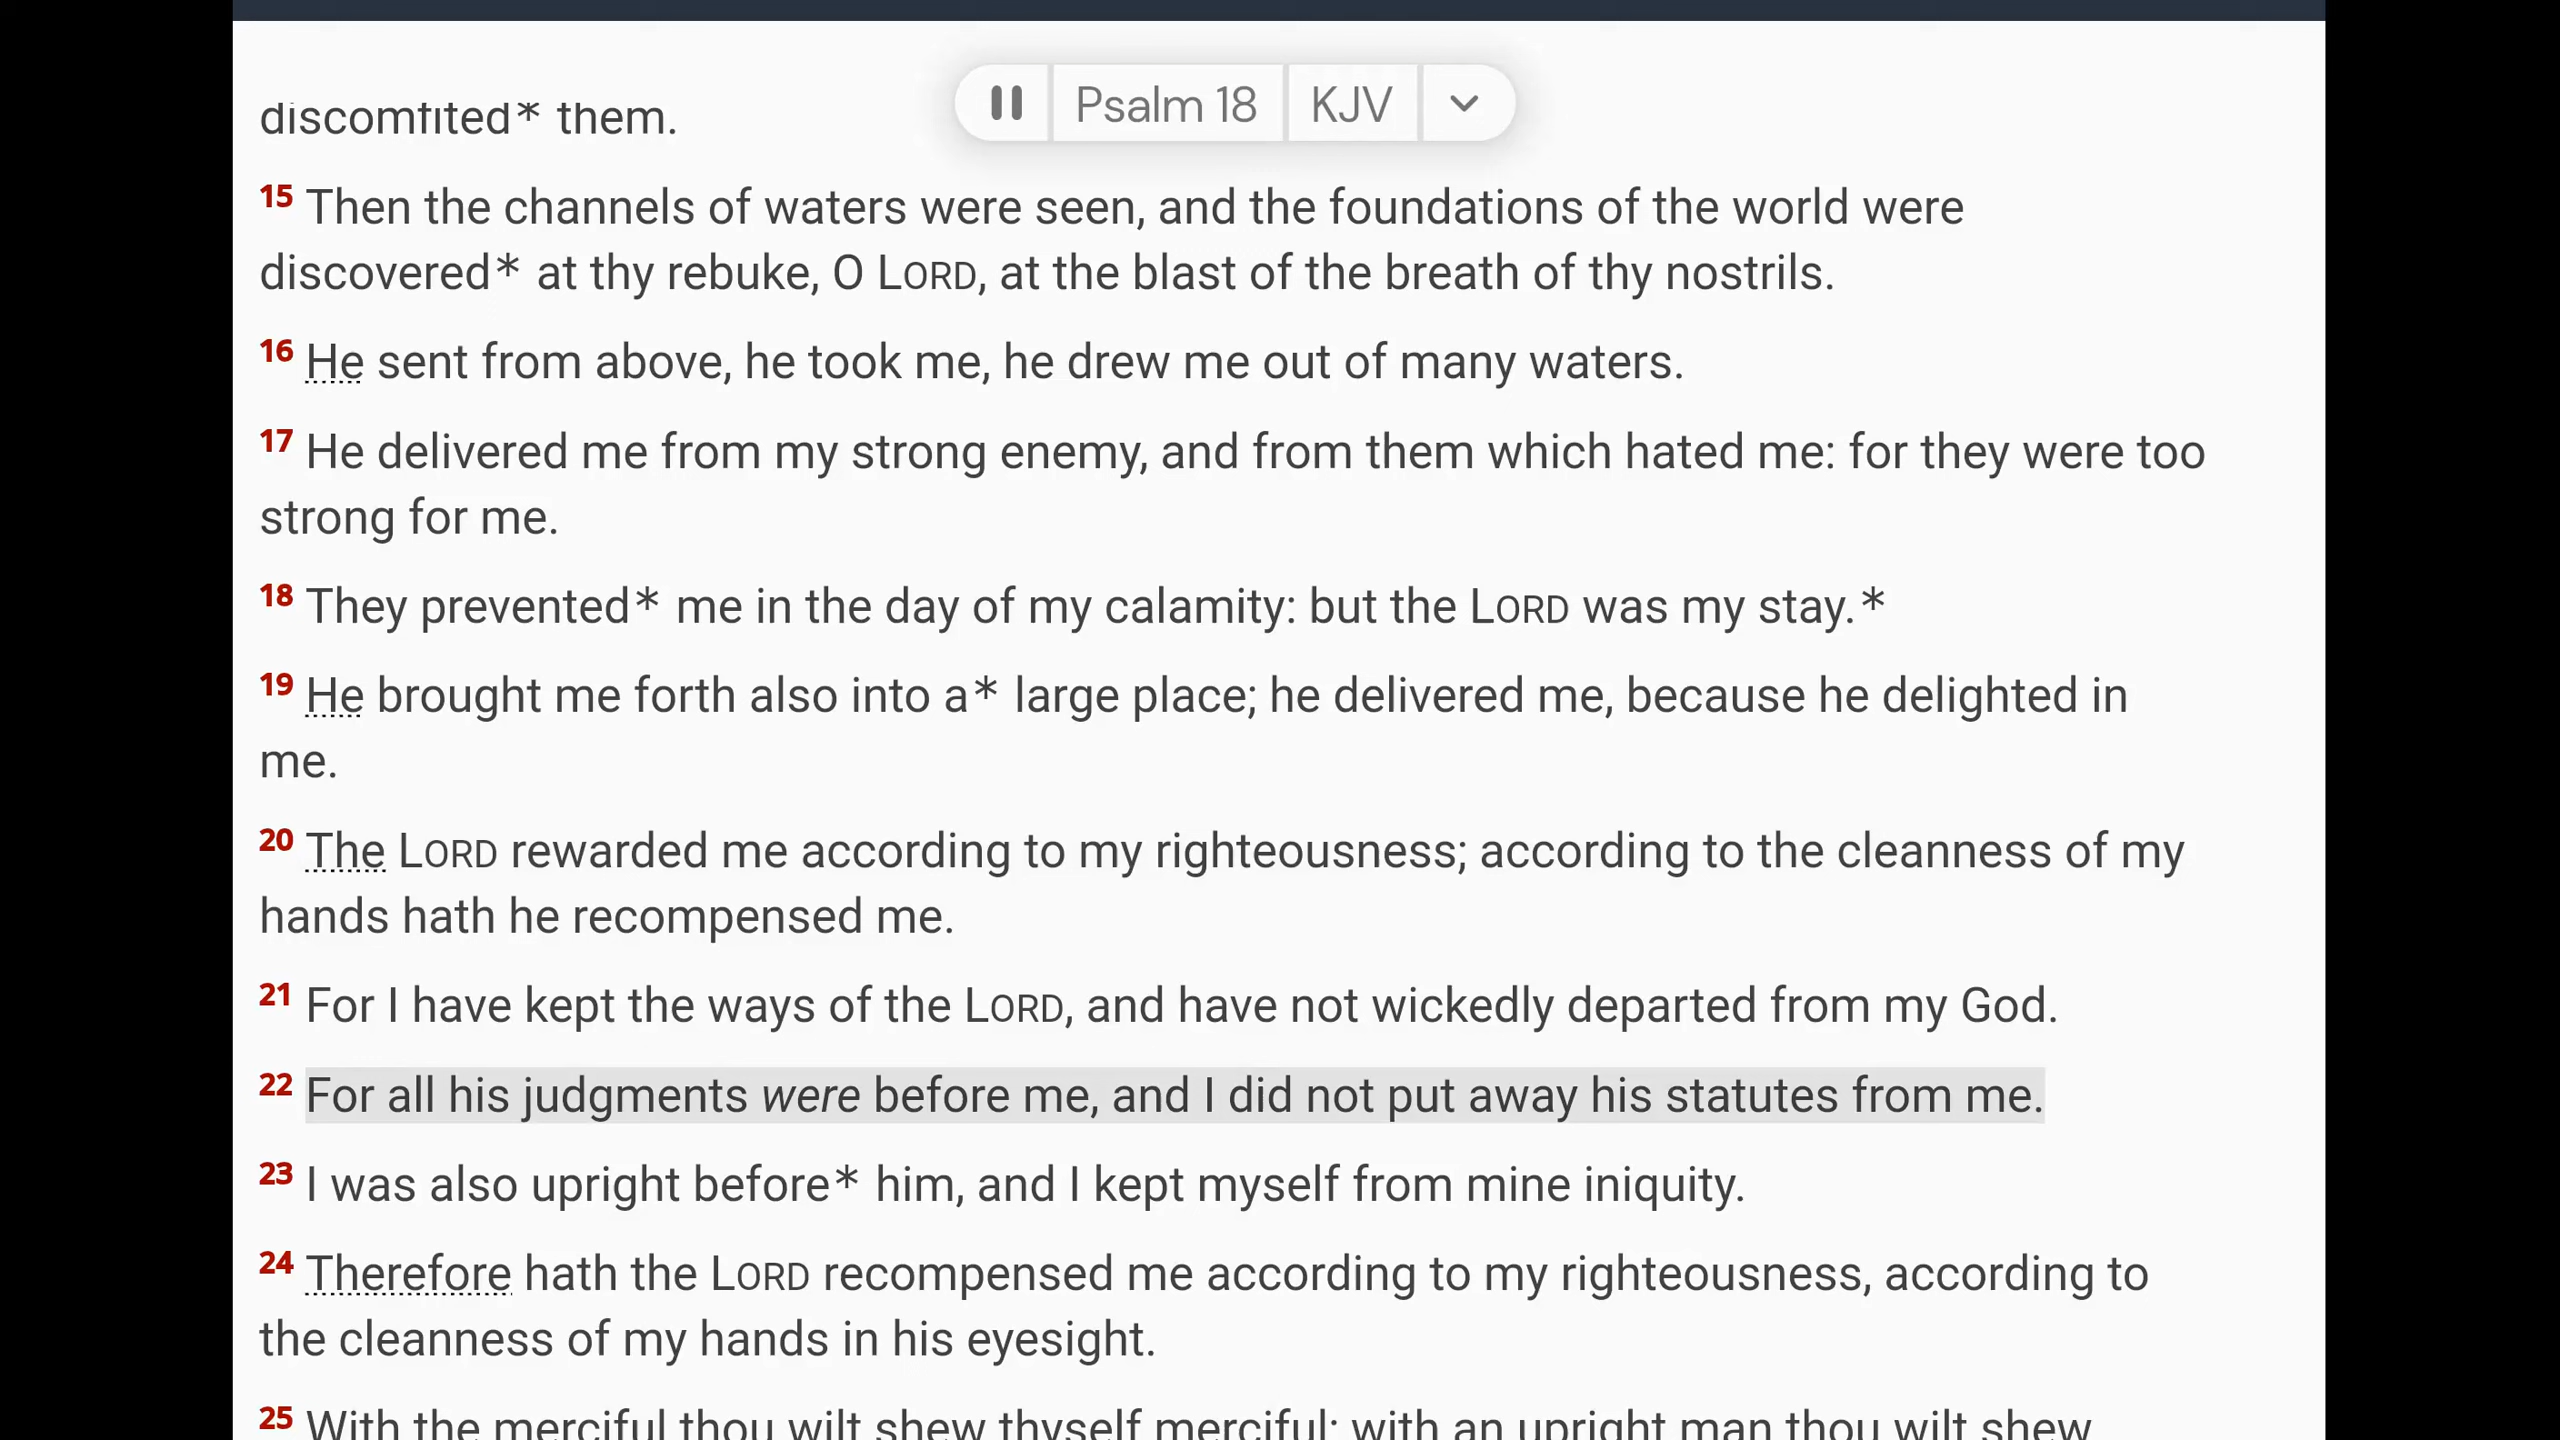 Psalm 18 KJV
discomfited* them.
15 Then the channels of waters were seen, and the foundations of the world were
discovered* at thy rebuke, O LORD, at the blast of the breath of thy nostrils.
16 He sent from above, he took me, he drew me out of many waters.
17 He delivered me from my strong enemy, and from them which hated me: for they were too
strong for me.
18 They prevented* me in the day of my calamity: but the LORD was my stay.*
19 He brought me forth also into a* large place; he delivered me, because he delighted in
me.
20 The LORD rewarded me according to my righteousness; according to the cleanness of my
hands hath he recompensed me.
21 For I have kept the ways of the LORD, and have not wickedly departed from my God.
22 For all his judgments were before me, and I did not put away his statutes from me.
23 I was also upright before* him, and I kept myself from mine iniquity.
24 Therefore hath the LORD recompensed me according to my righteousness, according to
the cleanness of my hands in his eyesight.
25 With the merciful thou wilt shew thyself merciful; with an upright man thou wilt shew